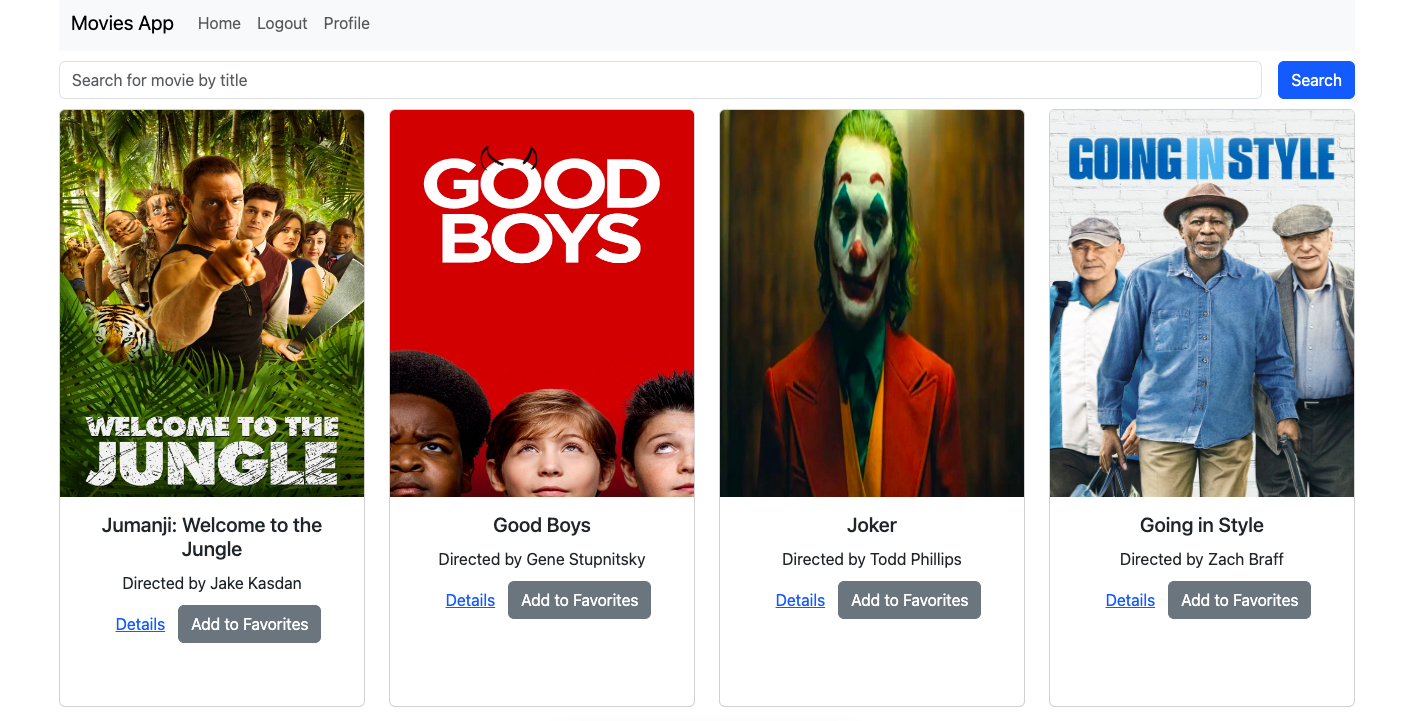 Movies App Home Logout Profile
Search for movie by title Search
WELCOME TO THE
JUNGLE
GOOD
BOYS
GOING IN STYLE
Jumanji: Welcome to the
Jungle
Directed by Jake Kasdan
Details Add to Favorites
Good Boys
Directed by Gene Stupnitsky
Details Add to Favorites
Joker
Directed by Todd Phillips
Details Add to Favorites
Going in Style
Directed by Zach Braff
Details Add to Favorites